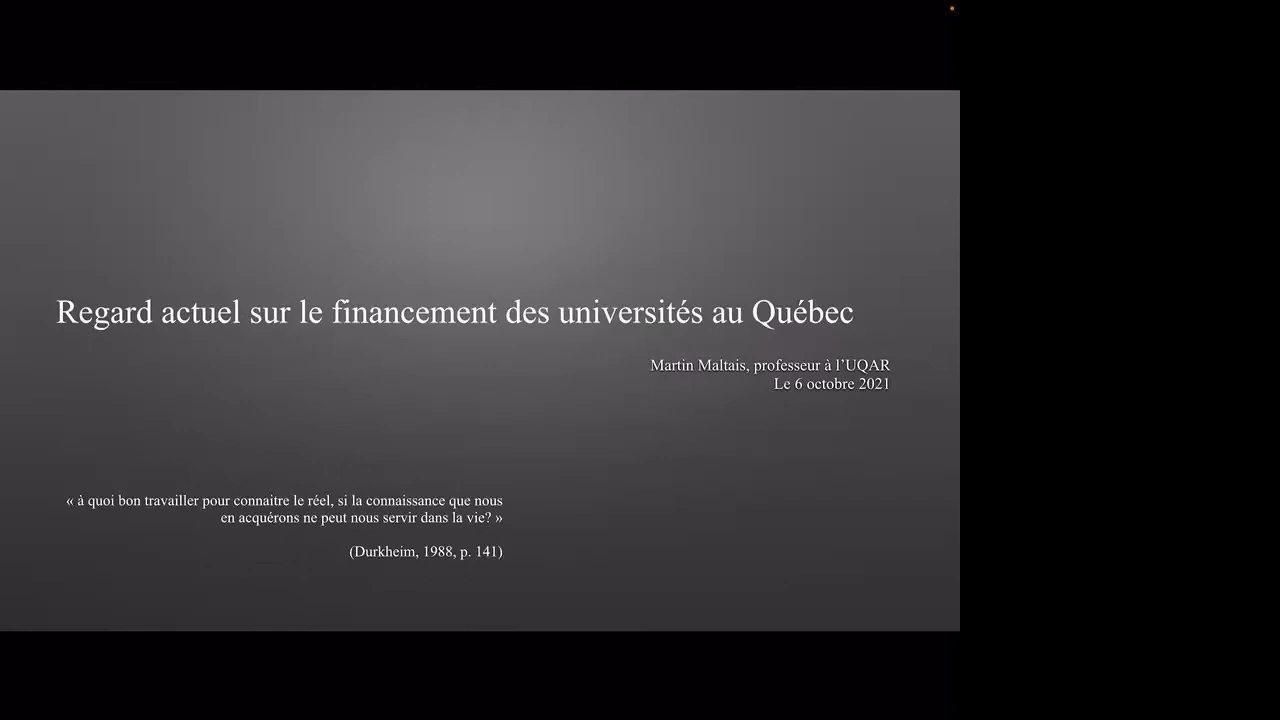 Regard actuel sur le financement des universités au Québec
Martin Maltais, professeur à l’UQAR
Le 6 octobre 2021
« à quoi bon travailler pour connaitre le réel, si la connaissance que nous
en acquérons ne peut nous servir dans la vie? »
(Durkheim, 1988, p. 141)